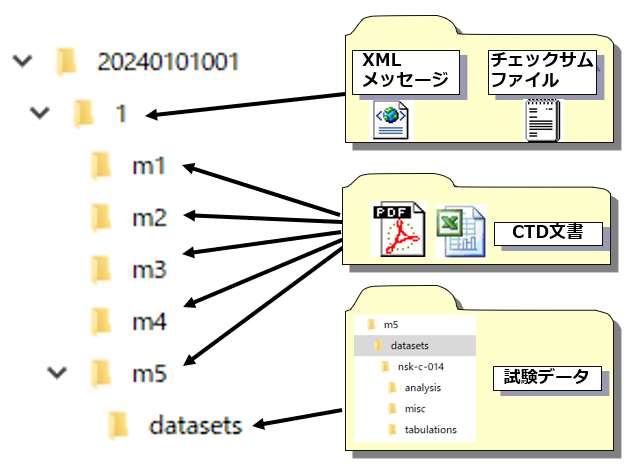 20240101001
1
m1
m2
m3
m4
m5
datasets
XML
メッセージ
チェックサム
ファイル
PDF
CTD文書
m5
datasets
nsk-c-014
analysis
misc
tabulations
試験データ